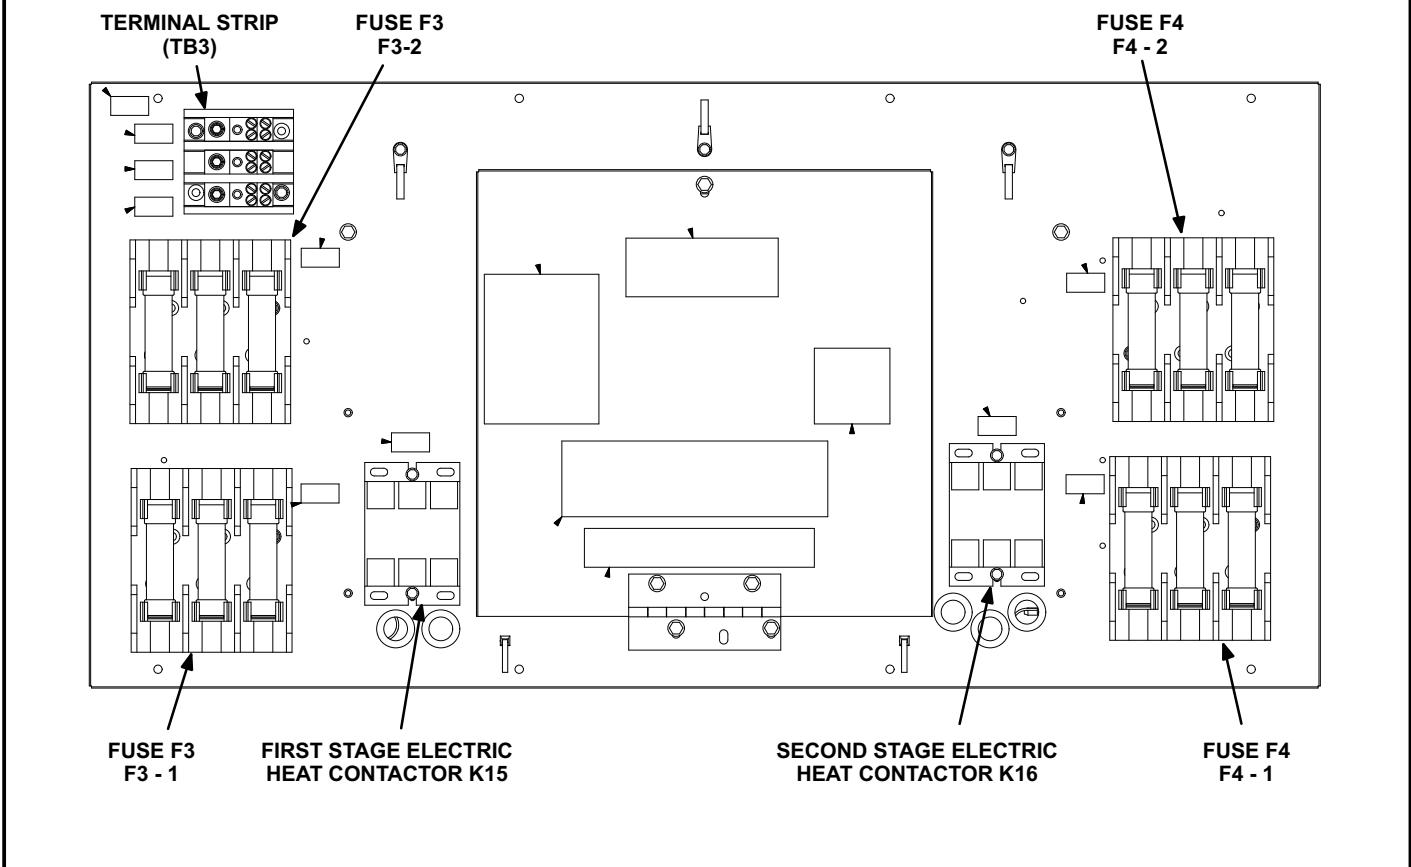 TERMINAL STRIP
(TB3)
FUSE F3
F3-2
FUSE F4
F4 - 2
FUSE F3
F3 - 1
FIRST STAGE ELECTRIC
HEAT CONTACTOR K15
SECOND STAGE ELECTRIC
HEAT CONTACTOR K16
FUSE F4
F4 - 1